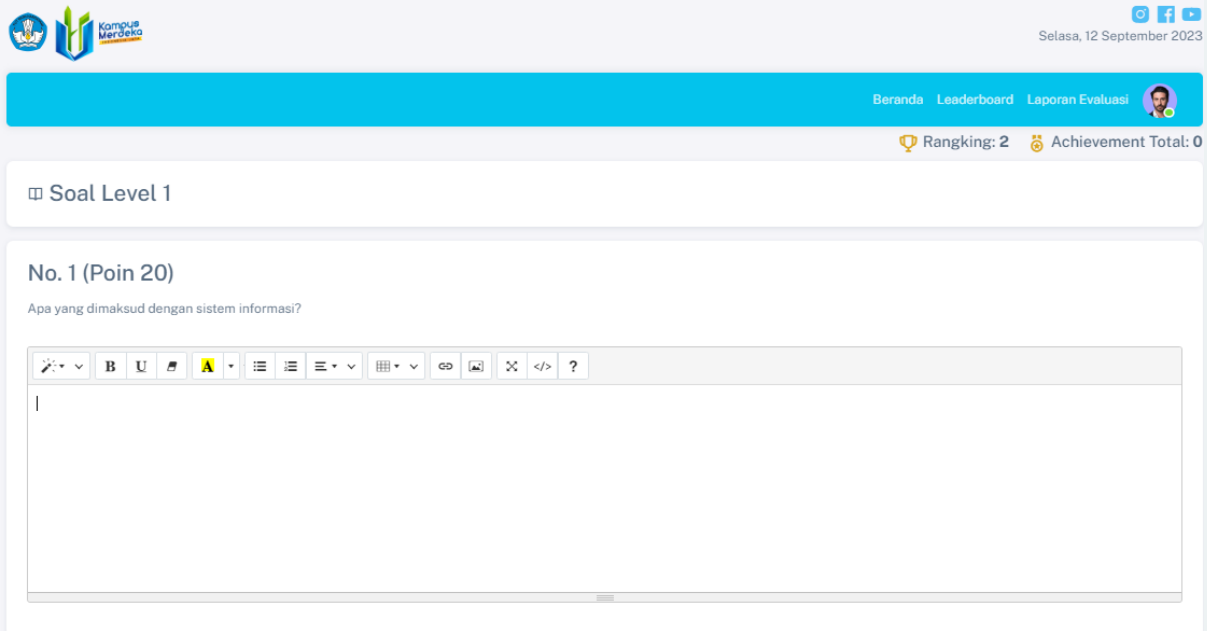 Kampus
Merdeka
Selasa, 12 September 2023
Beranda Leaderboard Laporan Evaluasi
Rangking: 2 Achievement Total: 0
Soal Level 1
No. 1 (Poin 20)
Apa yang dimaksud dengan sistem informasi?
B U A </> ?